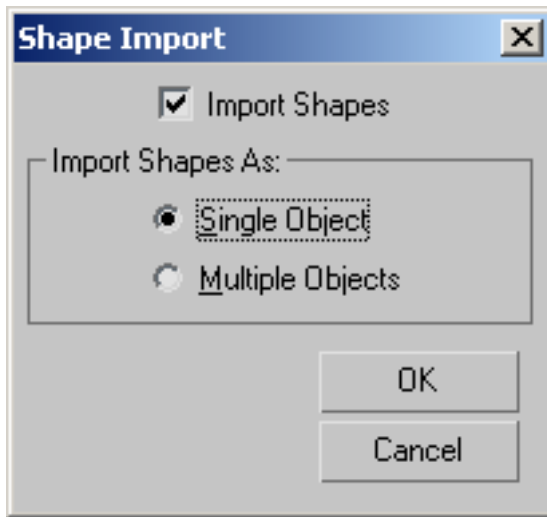 Shape Import
Import Shapes
Import Shapes As:
Single Object
Multiple Objects
OK
Cancel